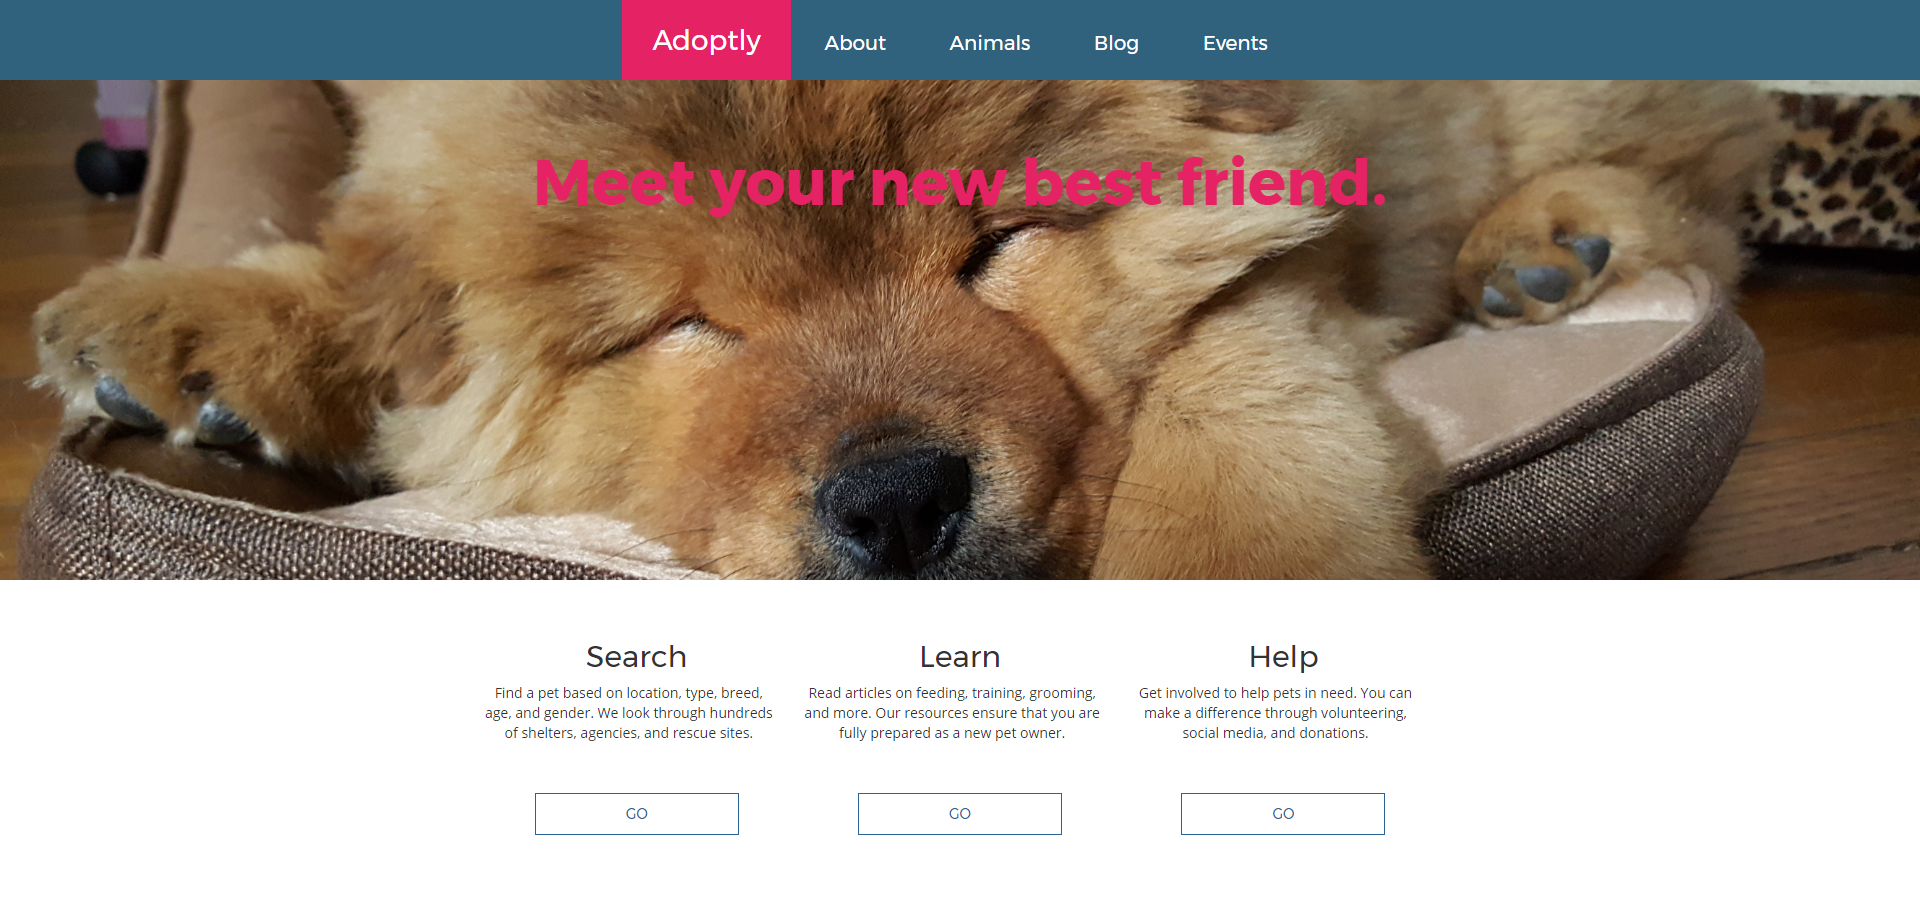 Adoptly About Animals Blog Events
Meet your new best friend.
Search
Find a pet based on location, type, breed,
age, and gender. We look through hundreds
of shelters, agencies, and rescue sites.
GO
Learn
Read articles on feeding, training, grooming,
and more. Our resources ensure that you are
fully prepared as a new pet owner.
GO
Help
Get involved to help pets in need. You can
make a difference through volunteering,
social media, and donations.
GO